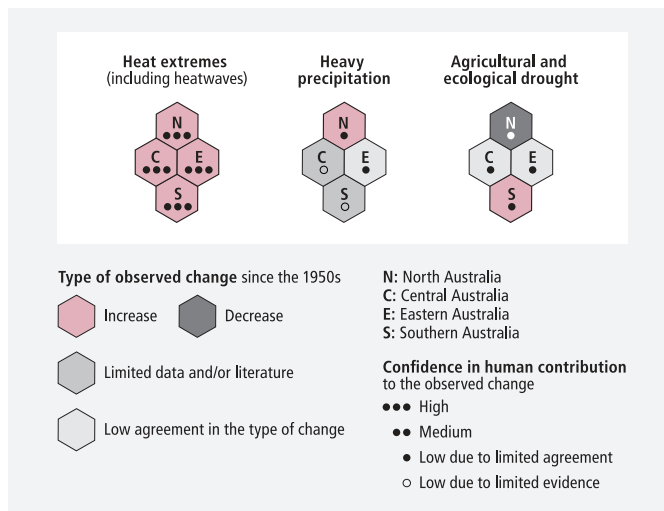 Heat extremes
(including heatwaves)
Heavy
precipitation
Agricultural and
ecological drought
N
C
E
S
N
C
E
S
N
C
E
S
Type of observed change since the 1950s
Increase
Decrease
Limited data and/or literature
Low agreement in the type of change
N: North Australia
C: Central Australia
E: Eastern Australia
S: Southern Australia
Confidence in human contribution
to the observed change
High
Medium
Low due to limited agreement
Low due to limited evidence